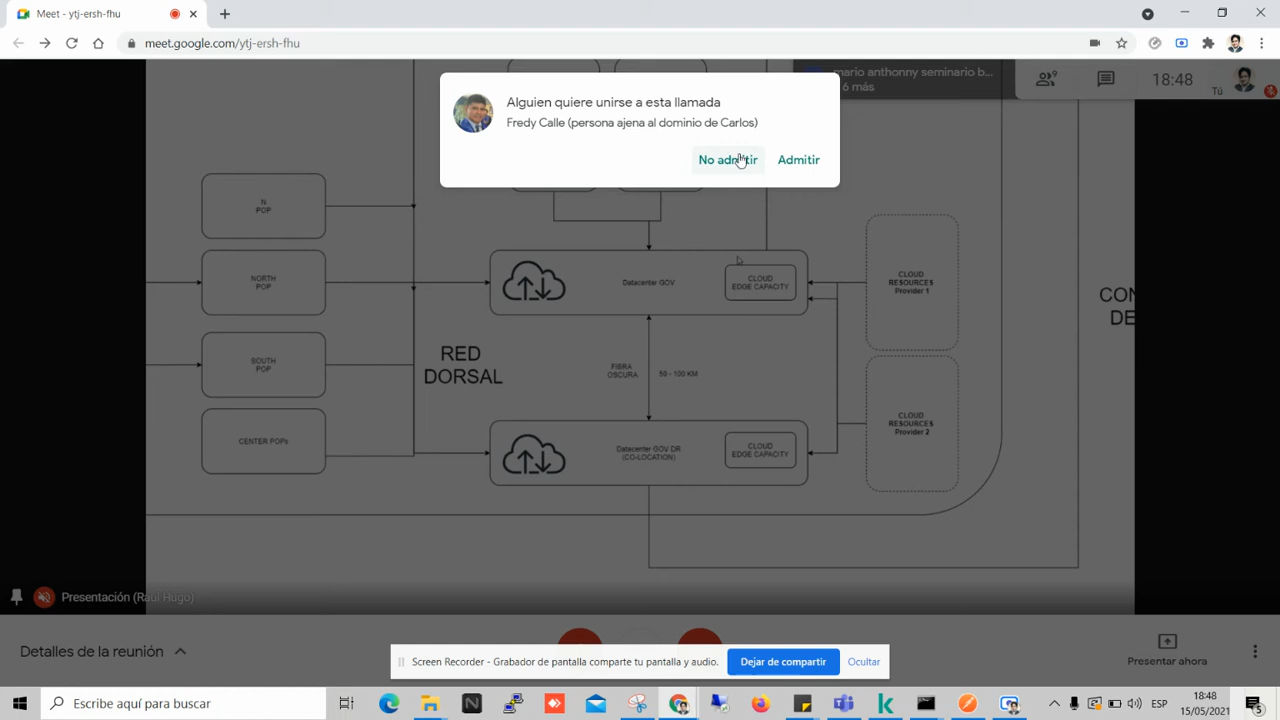 Meet - ytj-ersh-fhu
meet.google.com/ytj-ersh-fhu
mario anthonny seminario b...
6 más
9
18:48
Tú
Alguien quiere unirse a esta llamada
Fredy Calle (persona ajena al dominio de Carlos)
No admitir
Admitir
N
POP
NORTH
POP
SOUTH
POP
CENTER POPs
RED
DORSAL
Datacenter GOV
CLOUD
EDGE CAPACITY
FIBRA
OSCURA
50 - 100 KM
Datacenter GOV DR
(CO-LOCATION)
CLOUD
EDGE CAPACITY
CLOUD
RESOURCES
Provider 1
CLOUD
RESOURCES
Provider 2
CON
DE
Presentación (Raul Hugo)
Detalles de la reunión
Screen Recorder - Grabador de pantalla comparte tu pantalla y audio.
Dejar de compartir
Ocultar
Presentar ahora
Escribe aquí para buscar
ESP
18:48
15/05/2021
5